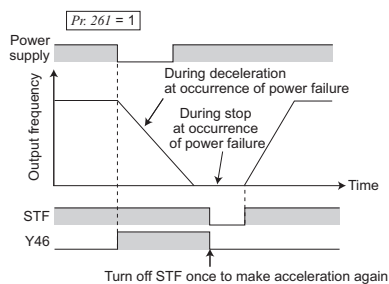 Pr. 261 = 1
Power
supply
During deceleration
at occurrence of power failure
During stop
at occurrence
of power failure
Output frequency
Time
STF
Y46
Turn off STF once to make acceleration again